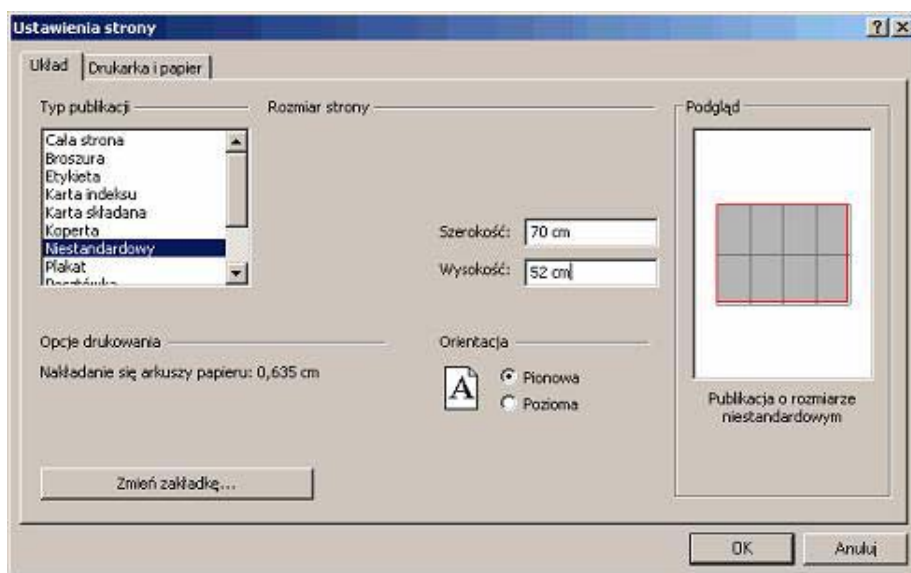 Ustawienia strony
Układ
Drukarka i papier
Typ publikacji
Cała strona
Broszura
Etykieta
Karta indeksu
Karta składana
Koperta
Niestandardowy
Plakat
Pocztówka
Rozmiar strony
Szerokość: 70 cm
Wysokość: 52 cm
Opcje drukowania
Nakładanie się arkuszy papieru: 0,635 cm
Zmień zakładkę...
Orientacja
A
Pionowa
Pozioma
Podgląd
Publikacja o rozmiarze
niestandardowym
OK
Anuluj